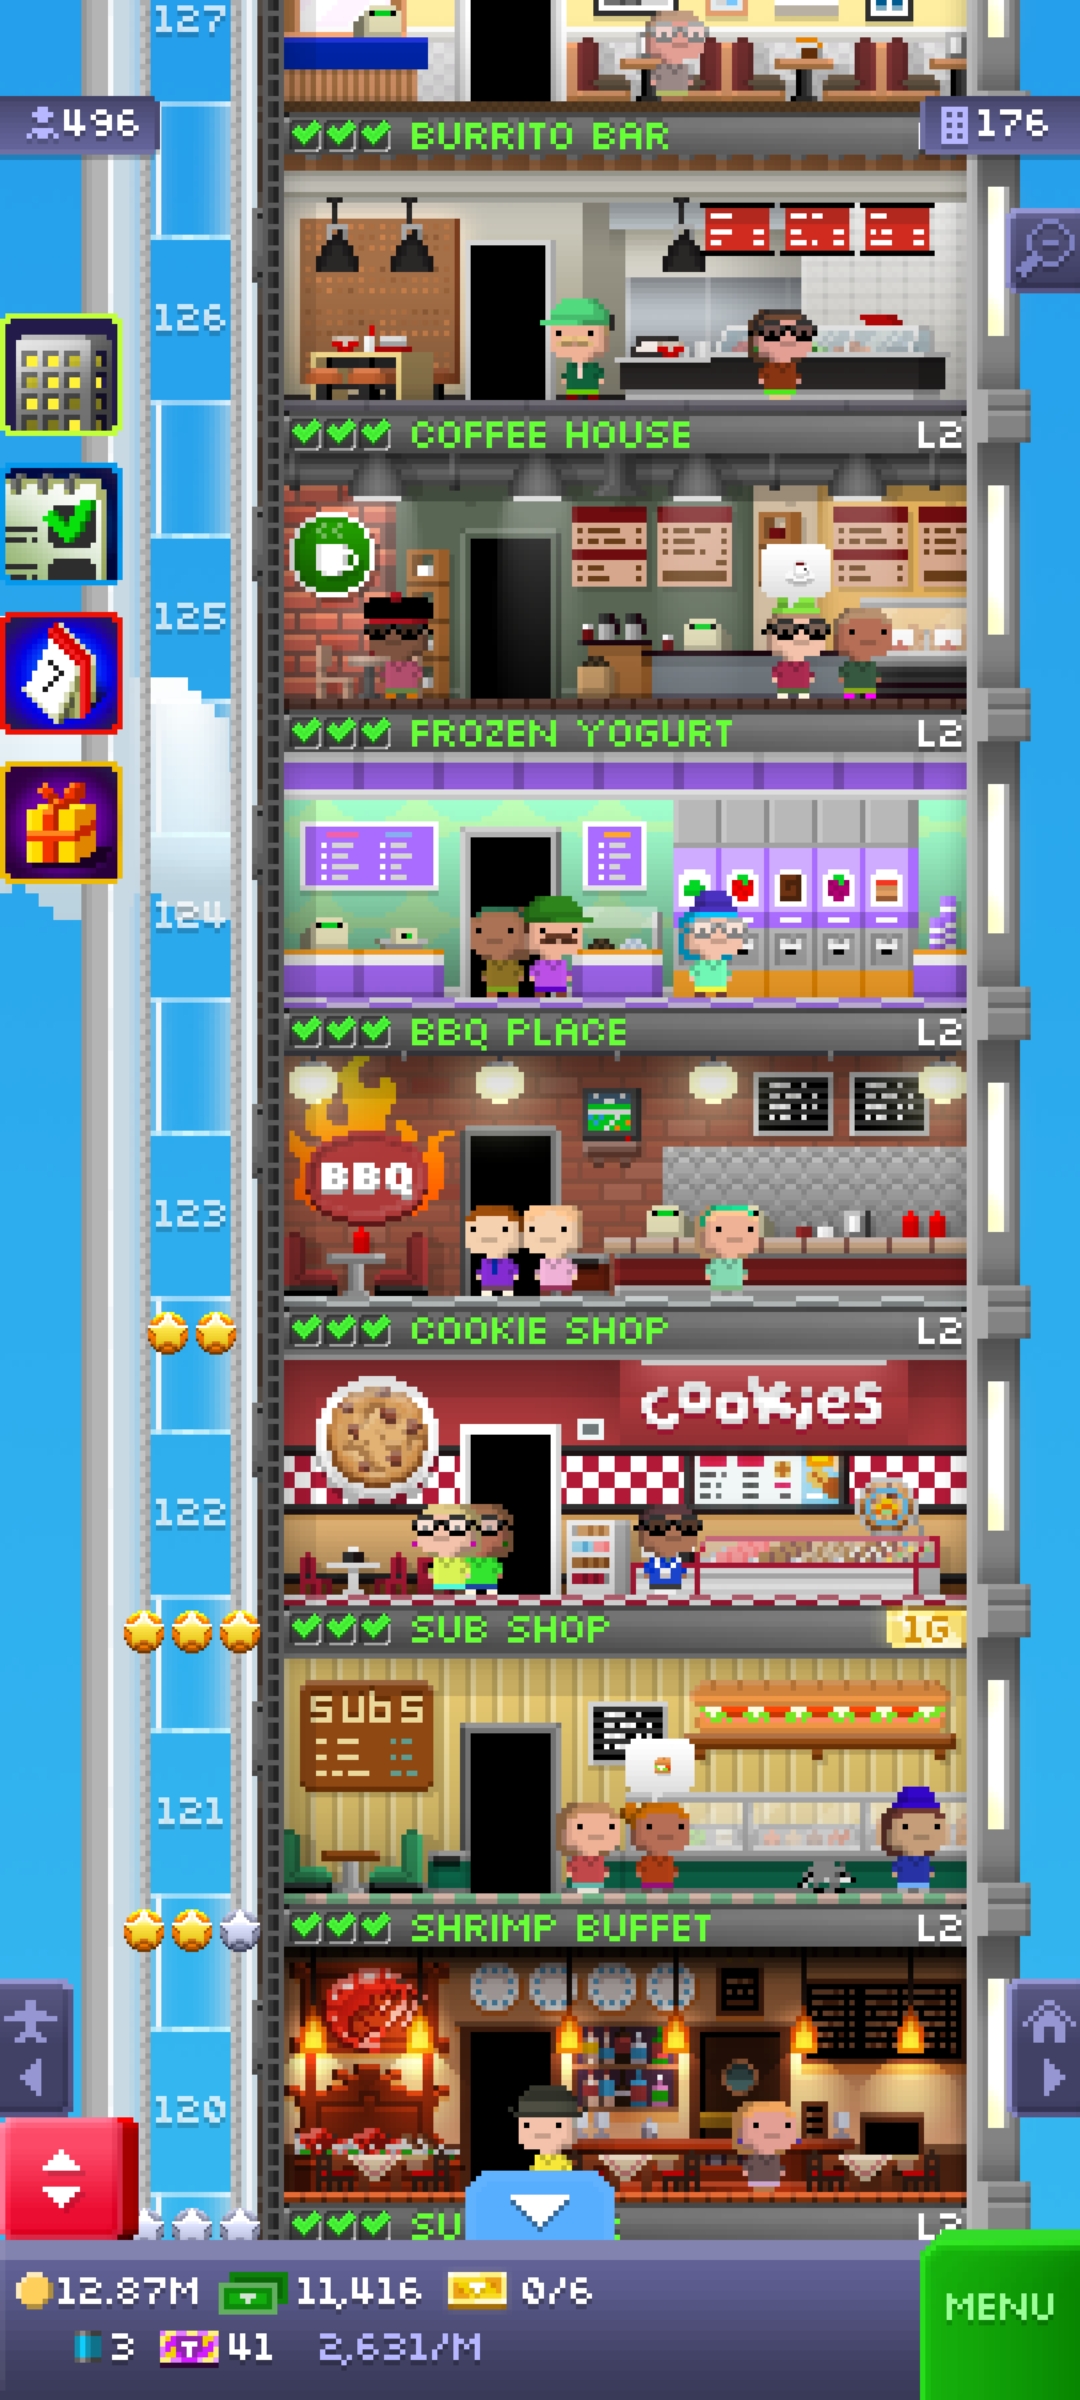 127
496
BURRITO BAR
176
126
COFFEE HOUSE L2
125
FROZEN YOGURT L2
124
BBQ PLACE L2
BBQ
123
COOKIE SHOP L2
cookies
122
SUB SHOP 1G
SUBS
121
SHRIMP BUFFET L2
120
SU L2
12.87M 11,416 0/6
MENU
3 41 2,631/M